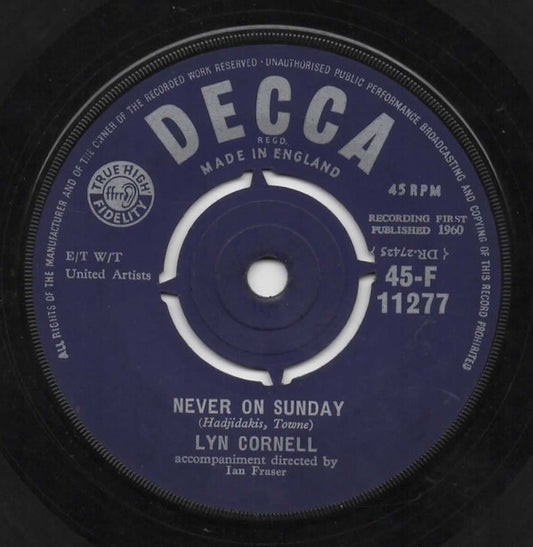 ALL RIGHTS OF THE MANUFACTURER AND OF THE OWNER OF THE RECORDED WORK RESERVED · UNAUTHORISED PUBLIC PERFORMANCE BROADCASTING AND COPYING OF THIS RECORD PROHIBITED
DECCA
REGD.
MADE IN ENGLAND
TRUE 'HIGH'
ffrr
FIDELITY
45 RPM
RECORDING FIRST
PUBLISHED 1960
E/T W/T
United Artists
(DR·27425)
45-F
11277
NEVER ON SUNDAY
(Hadjidakis, Towne)
LYN CORNELL
accompaniment directed by
Ian Fraser